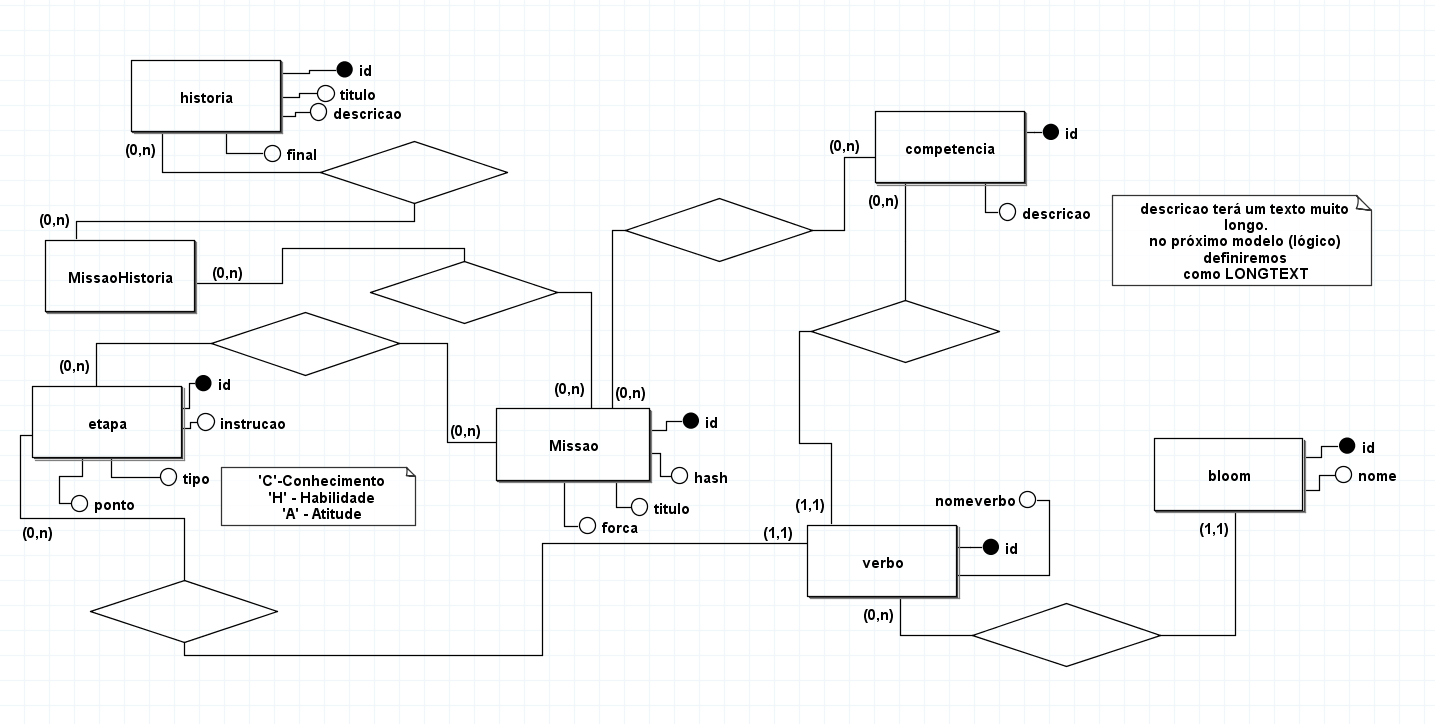 historia
id
titulo
descricao
final
(0,n)
(0,n)
MissaoHistoria
(0,n)
(0,n)
competencia
id
descricao
(0,n)
descricao terá um texto muito
longo.
no próximo modelo (lógico)
definiremos
como LONGTEXT
(0,n)
etapa
id
instrucao
tipo
ponto
(0,n)
'C'-Conhecimento
'H' - Habilidade
'A' - Atitude
(0,n)
(0,n)
(0,n)
Missao
id
hash
titulo
forca
(1,1)
(1,1)
nomeverbo
verbo
id
(0,n)
bloom
id
nome
(1,1)